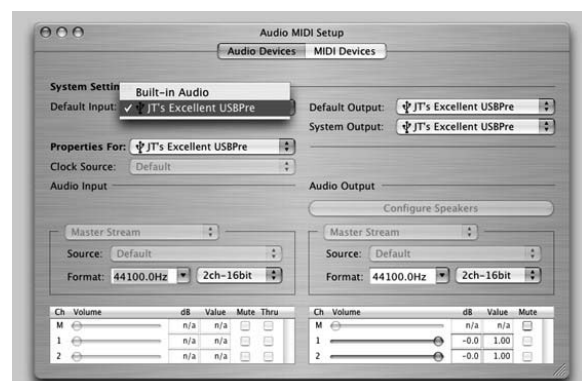 Audio MIDI Setup
Audio Devices MIDI Devices
System Settin
Built-in Audio
Default Input: ✓ JT's Excellent USBPre Default Output: JT's Excellent USBPre
System Output: JT's Excellent USBPre
Properties For: JT's Excellent USBPre
Clock Source: Default
Audio Input Audio Output
Configure Speakers
Master Stream Master Stream
Source: Default Source: Default
Format: 44100.0Hz 2ch-16bit Format: 44100.0Hz 2ch-16bit
Ch Volume dB Value Mute Thru Ch Volume dB Value Mute
M n/a n/a M n/a n/a
1 n/a n/a 1 -0.0 1.00
2 n/a n/a 2 -0.0 1.00